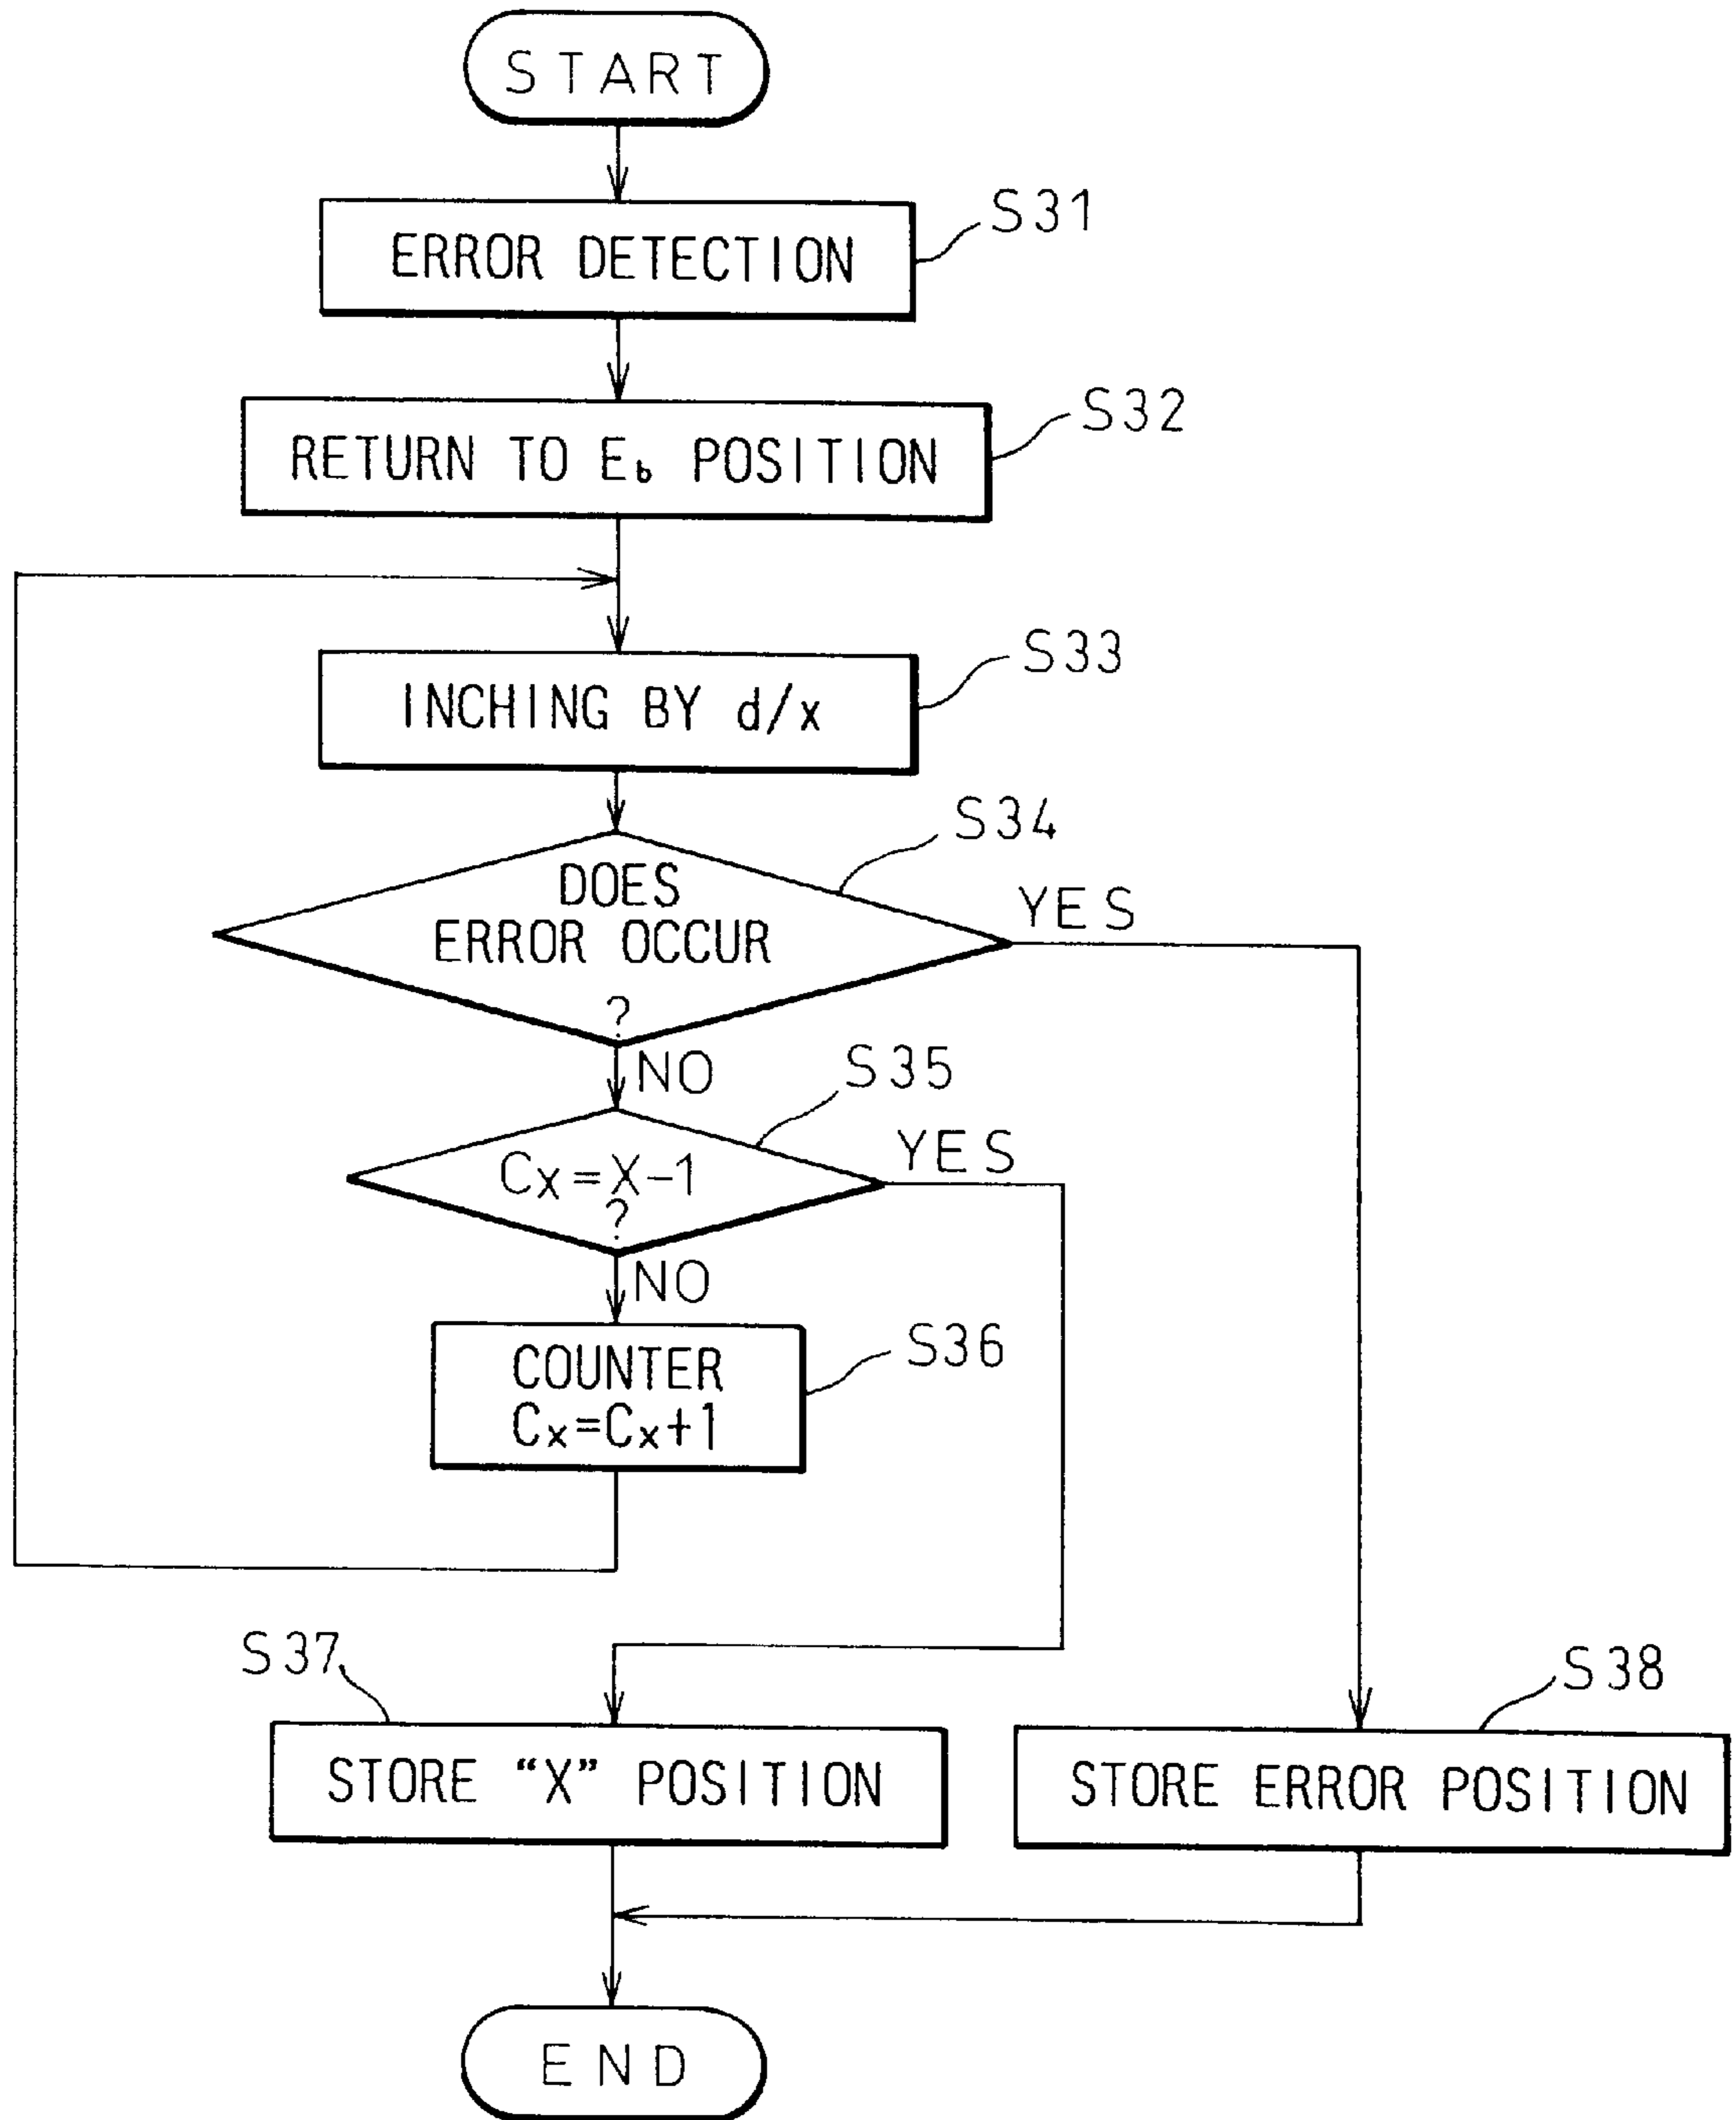 START
S31
ERROR DETECTION
S32
RETURN TO Eb POSITION
S33
INCHING BY d/x
S34
DOES
ERROR OCCUR
?
YES
NO
S35
Cx=X-1
?
YES
NO
S36
COUNTER
Cx=Cx+1
S37
STORE “X” POSITION
S38
STORE ERROR POSITION
END